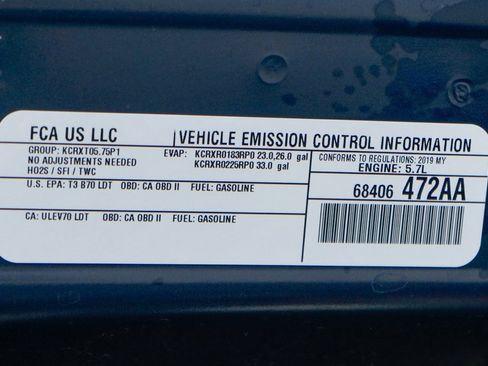 FCA US LLC
VEHICLE EMISSION CONTROL INFORMATION
GROUP: KCRXT05.75P1
NO ADJUSTMENTS NEEDED
HO2S / SFI / TWC
EVAP: KCRXR0183RP0 23.0,26.0 gal
KCRXR0225RP0 33.0 gal
CONFORMS TO REGULATIONS: 2019 MY
ENGINE: 5.7L
U.S. EPA: T3 B70 LDT OBD: CA OBD II FUEL: GASOLINE
CA: ULEV70 LDT OBD: CA OBD II FUEL: GASOLINE
68406 472AA